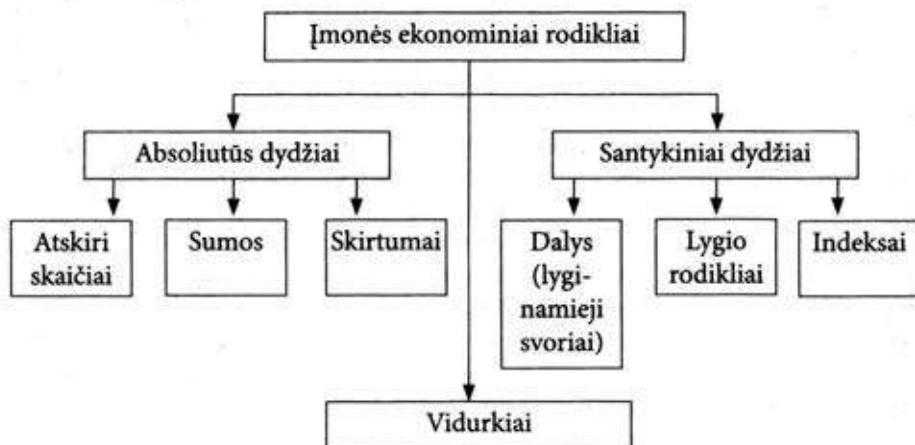 Įmonės ekonominiai rodikliai
Absoliutūs dydžiai
Santykiniai dydžiai
Atskiri
skaičiai
Sumos
Skirtumai
Dalys
(lygi-
namieji
svoriai)
Lygio
rodikliai
Indeksai
Vidurkiai